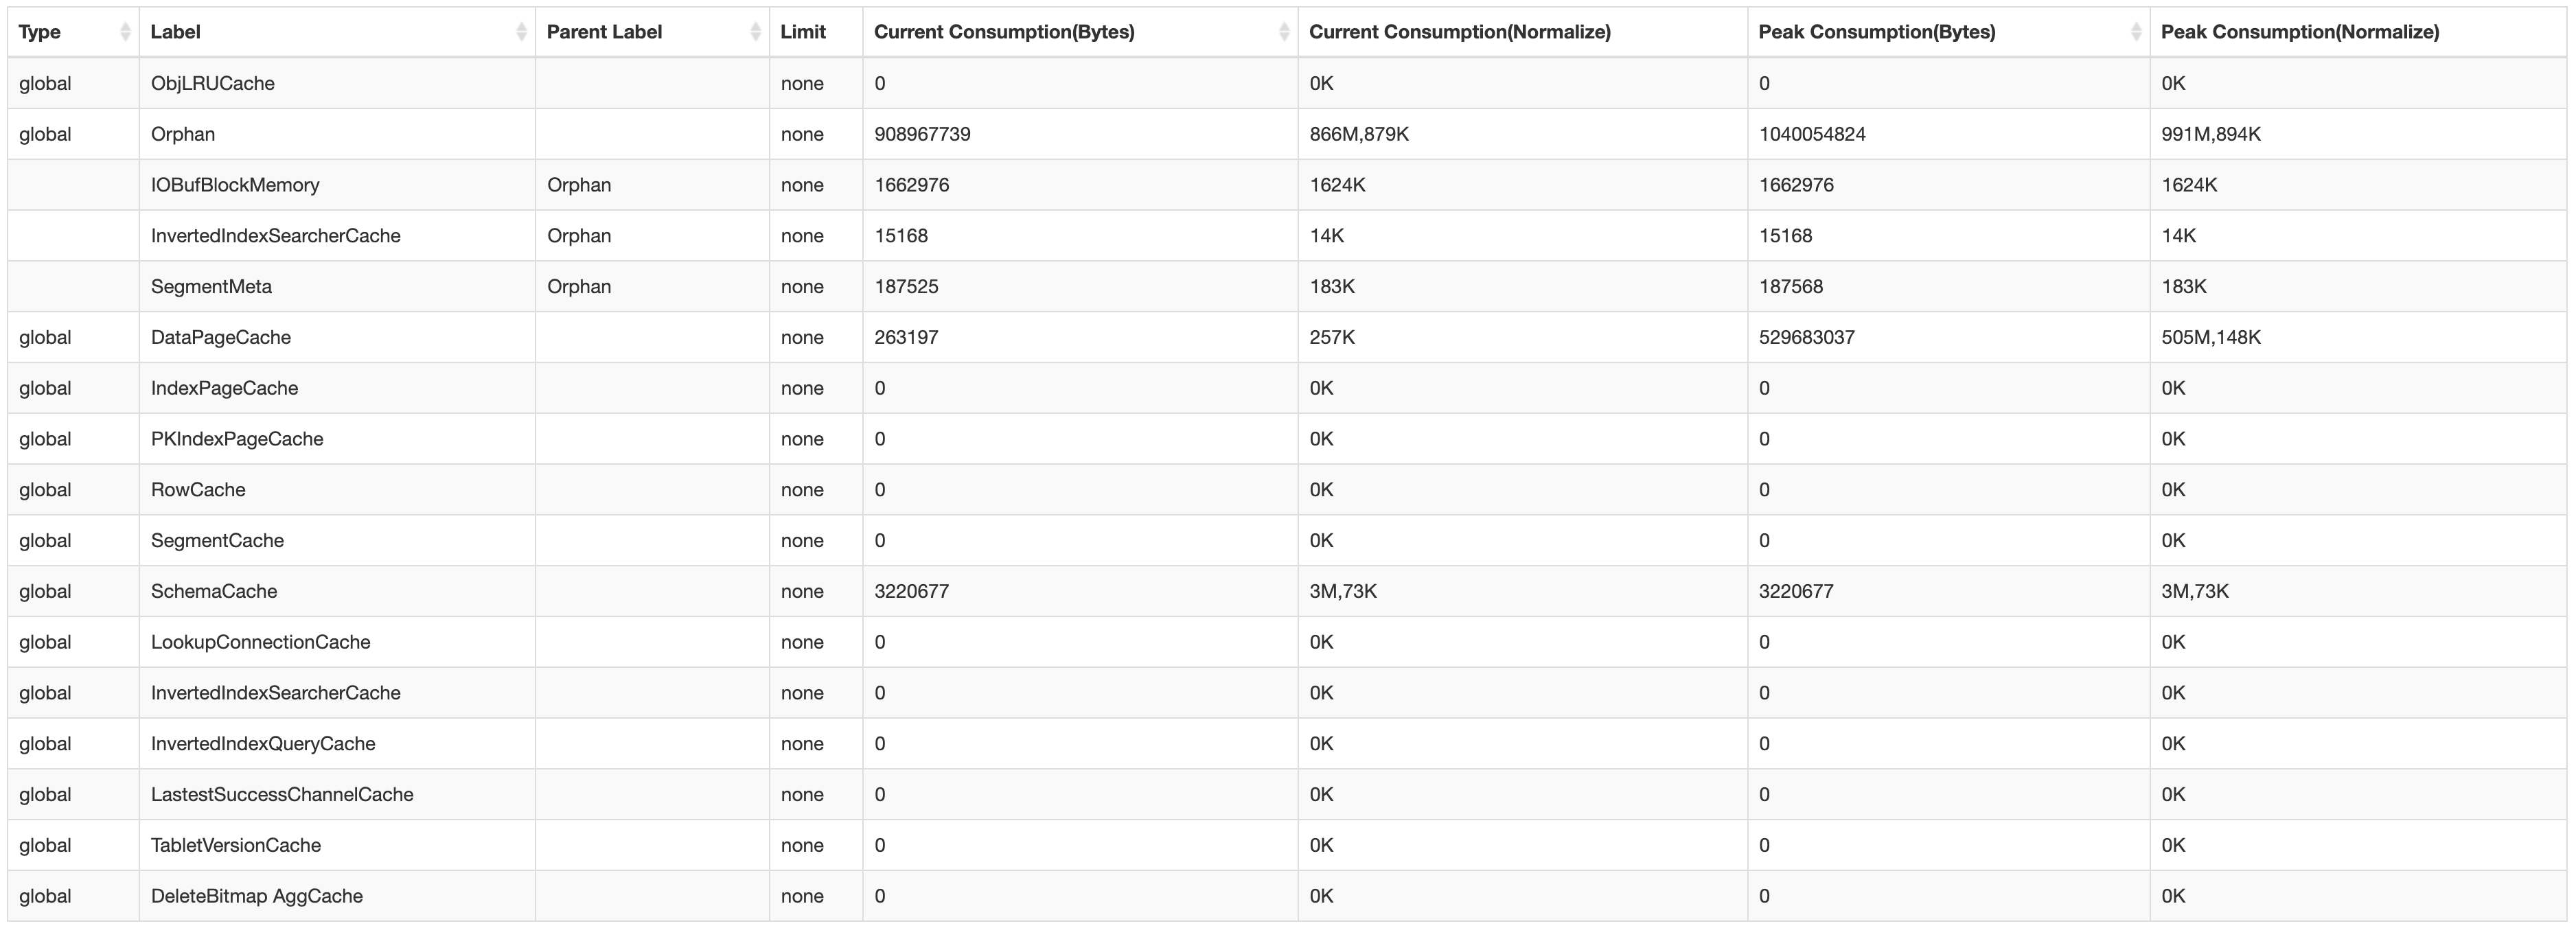 Type Label Parent Label Limit Current Consumption(Bytes) Current Consumption(Normalize) Peak Consumption(Bytes) Peak Consumption(Normalize)
global ObjLRUCache none 0 0K 0 0K
global Orphan none 908967739 866M,879K 1040054824 991M,894K
IOBufBlockMemory Orphan none 1662976 1624K 1662976 1624K
InvertedIndexSearcherCache Orphan none 15168 14K 15168 14K
SegmentMeta Orphan none 187525 183K 187568 183K
global DataPageCache none 263197 257K 529683037 505M,148K
global IndexPageCache none 0 0K 0 0K
global PKIndexPageCache none 0 0K 0 0K
global RowCache none 0 0K 0 0K
global SegmentCache none 0 0K 0 0K
global SchemaCache none 3220677 3M,73K 3220677 3M,73K
global LookupConnectionCache none 0 0K 0 0K
global InvertedIndexSearcherCache none 0 0K 0 0K
global InvertedIndexQueryCache none 0 0K 0 0K
global LastestSuccessChannelCache none 0 0K 0 0K
global TabletVersionCache none 0 0K 0 0K
global DeleteBitmap AggCache none 0 0K 0 0K